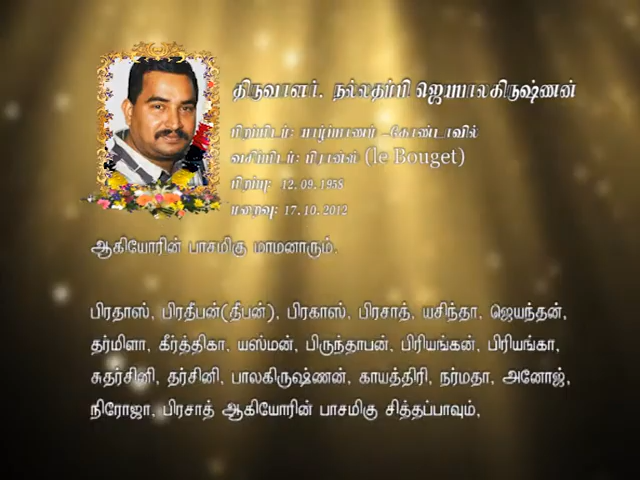 திருவாளர். நல்லதம்பி ஜெயபாலகிருஷ்ணன்
பிறப்பிடம்: யாழ்ப்பாணம் -கோண்டாவில்
வசிப்பிடம்: பிரான்ஸ் (le Bouget)
பிறப்பு: 12.09.1958
மறைவு: 17.10.2012
ஆகியோரின் பாசமிகு மாமனாரும்.
பிரதாஸ், பிரதீபன்(தீபன்), பிரகாஸ், பிரசாத், யசிந்தா, ஜெயந்தன்,
தர்மிளா, கீர்த்திகா, யஸ்மன், பிருந்தாபன், பிரியங்கன், பிரியங்கா,
சுதர்சினி, தர்சினி, பாலகிருஷ்ணன், காயத்திரி, நர்மதா, அனோஜ்,
நிரோஜா, பிரசாத் ஆகியோரின் பாசமிகு சித்தப்பாவும்,